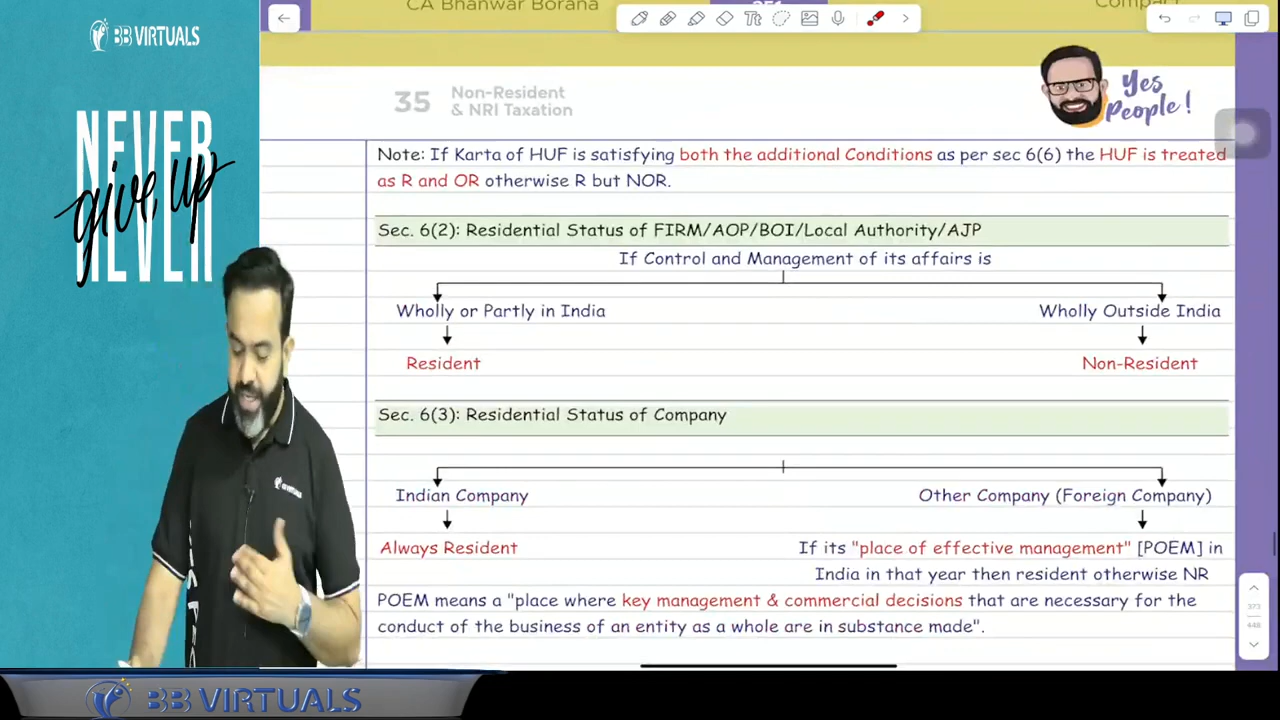 CA Bhanwar Borana
BB VIRTUALS
NEVER
give up
NEVER
35
Non-Resident
& NRI Taxation
Yes
People!
Note: If Karta of HUF is satisfying both the additional Conditions as per sec 6(6) the HUF is treated
as R and OR otherwise R but NOR.
Sec. 6(2): Residential Status of FIRM/AOP/BOI/Local Authority/AJP
If Control and Management of its affairs is
Wholly or Partly in India
Wholly Outside India
Resident
Non-Resident
Sec. 6(3): Residential Status of Company
Indian Company
Other Company (Foreign Company)
Always Resident
If its "place of effective management" [POEM] in
India in that year then resident otherwise NR
POEM means a "place where key management & commercial decisions that are necessary for the
conduct of the business of an entity as a whole are in substance made".
373
448
BB VIRTUALS
BB VIRTUALS